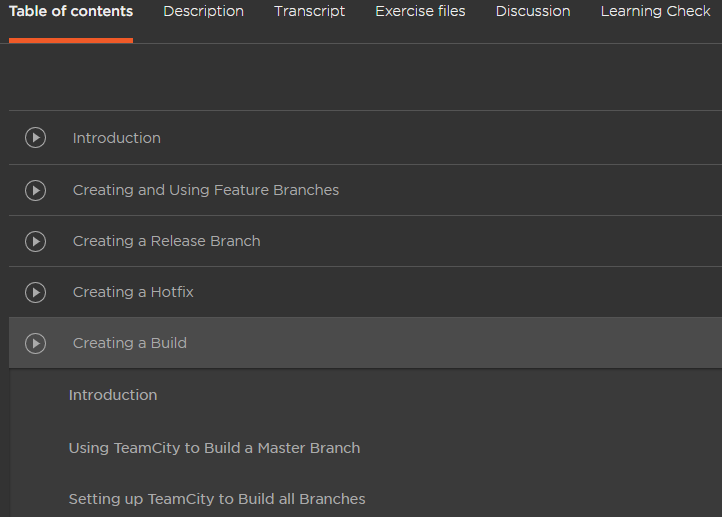 Table of contents Description Transcript Exercise files Discussion Learning Check
Introduction
Creating and Using Feature Branches
Creating a Release Branch
Creating a Hotfix
Creating a Build
Introduction
Using TeamCity to Build a Master Branch
Setting up TeamCity to Build all Branches